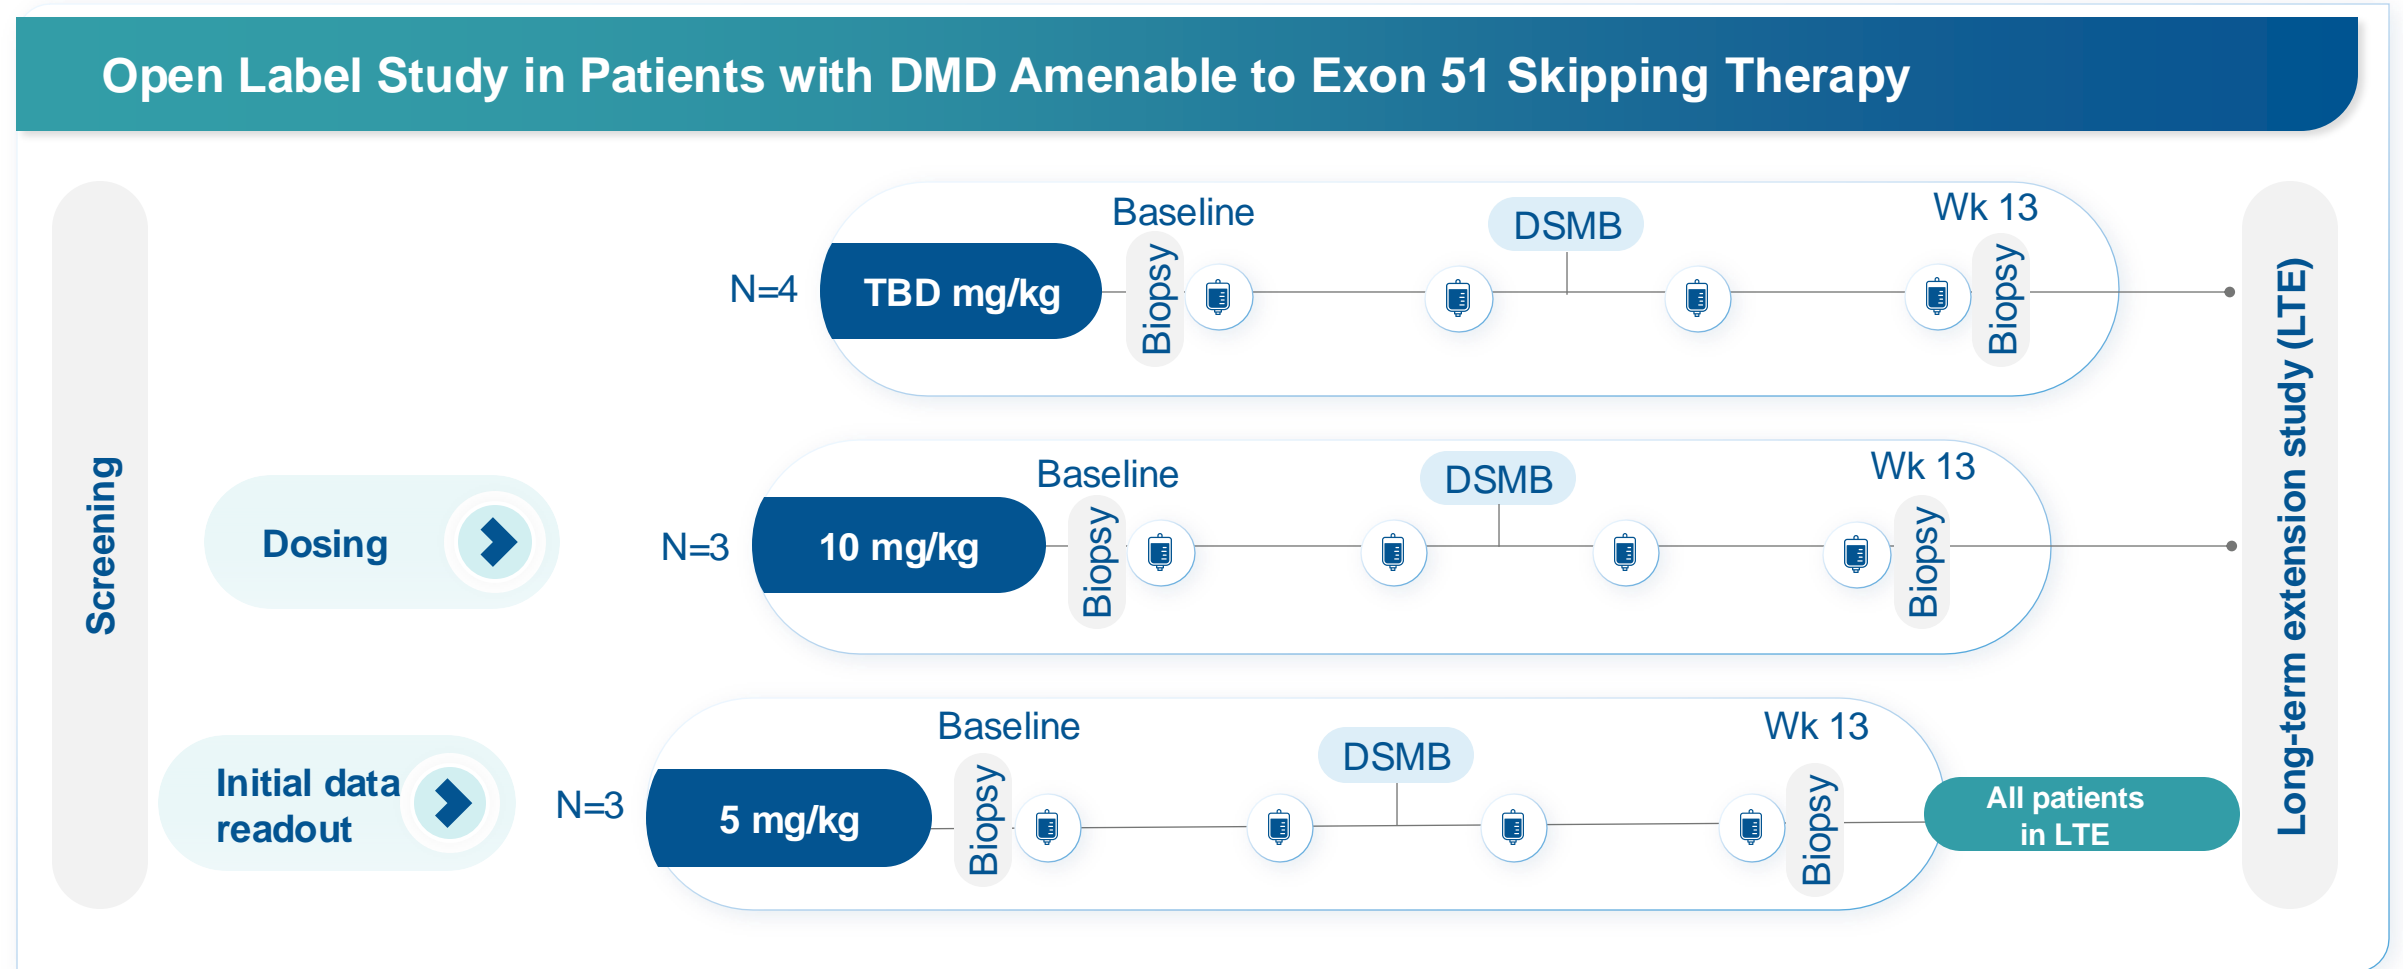 Open Label Study in Patients with DMD Amenable to Exon 51 Skipping Therapy
Screening
N=4
TBD mg/kg
Baseline
Biopsy
DSMB
Wk 13
Biopsy
Dosing
N=3
10 mg/kg
Baseline
Biopsy
DSMB
Wk 13
Biopsy
Initial data
readout
N=3
5 mg/kg
Baseline
Biopsy
DSMB
Wk 13
Biopsy
All patients
in LTE
Long-term extension study (LTE)